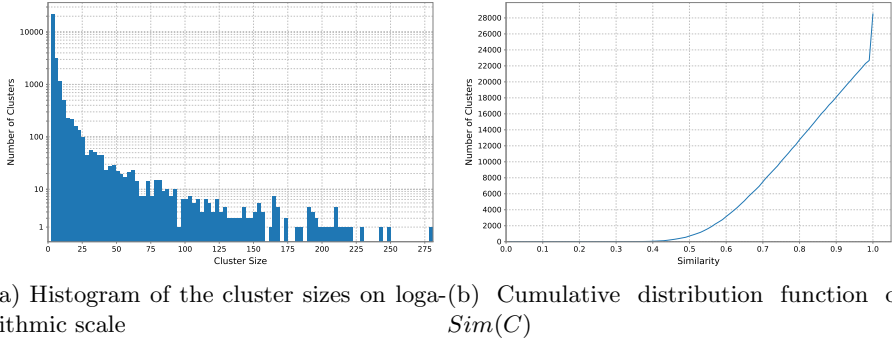 10000
1000
100
10
1
Number of Clusters
0 25 50 75 100 125 150 175 200 225 250 275
Cluster Size
28000
26000
24000
22000
20000
18000
16000
14000
12000
10000
8000
6000
4000
2000
0
Number of Clusters
0.0 0.1 0.2 0.3 0.4 0.5 0.6 0.7 0.8 0.9 1.0
Similarity
a) Histogram of the cluster sizes on loga-
ithmic scale
(b) Cumulative distribution function o
Sim(C)